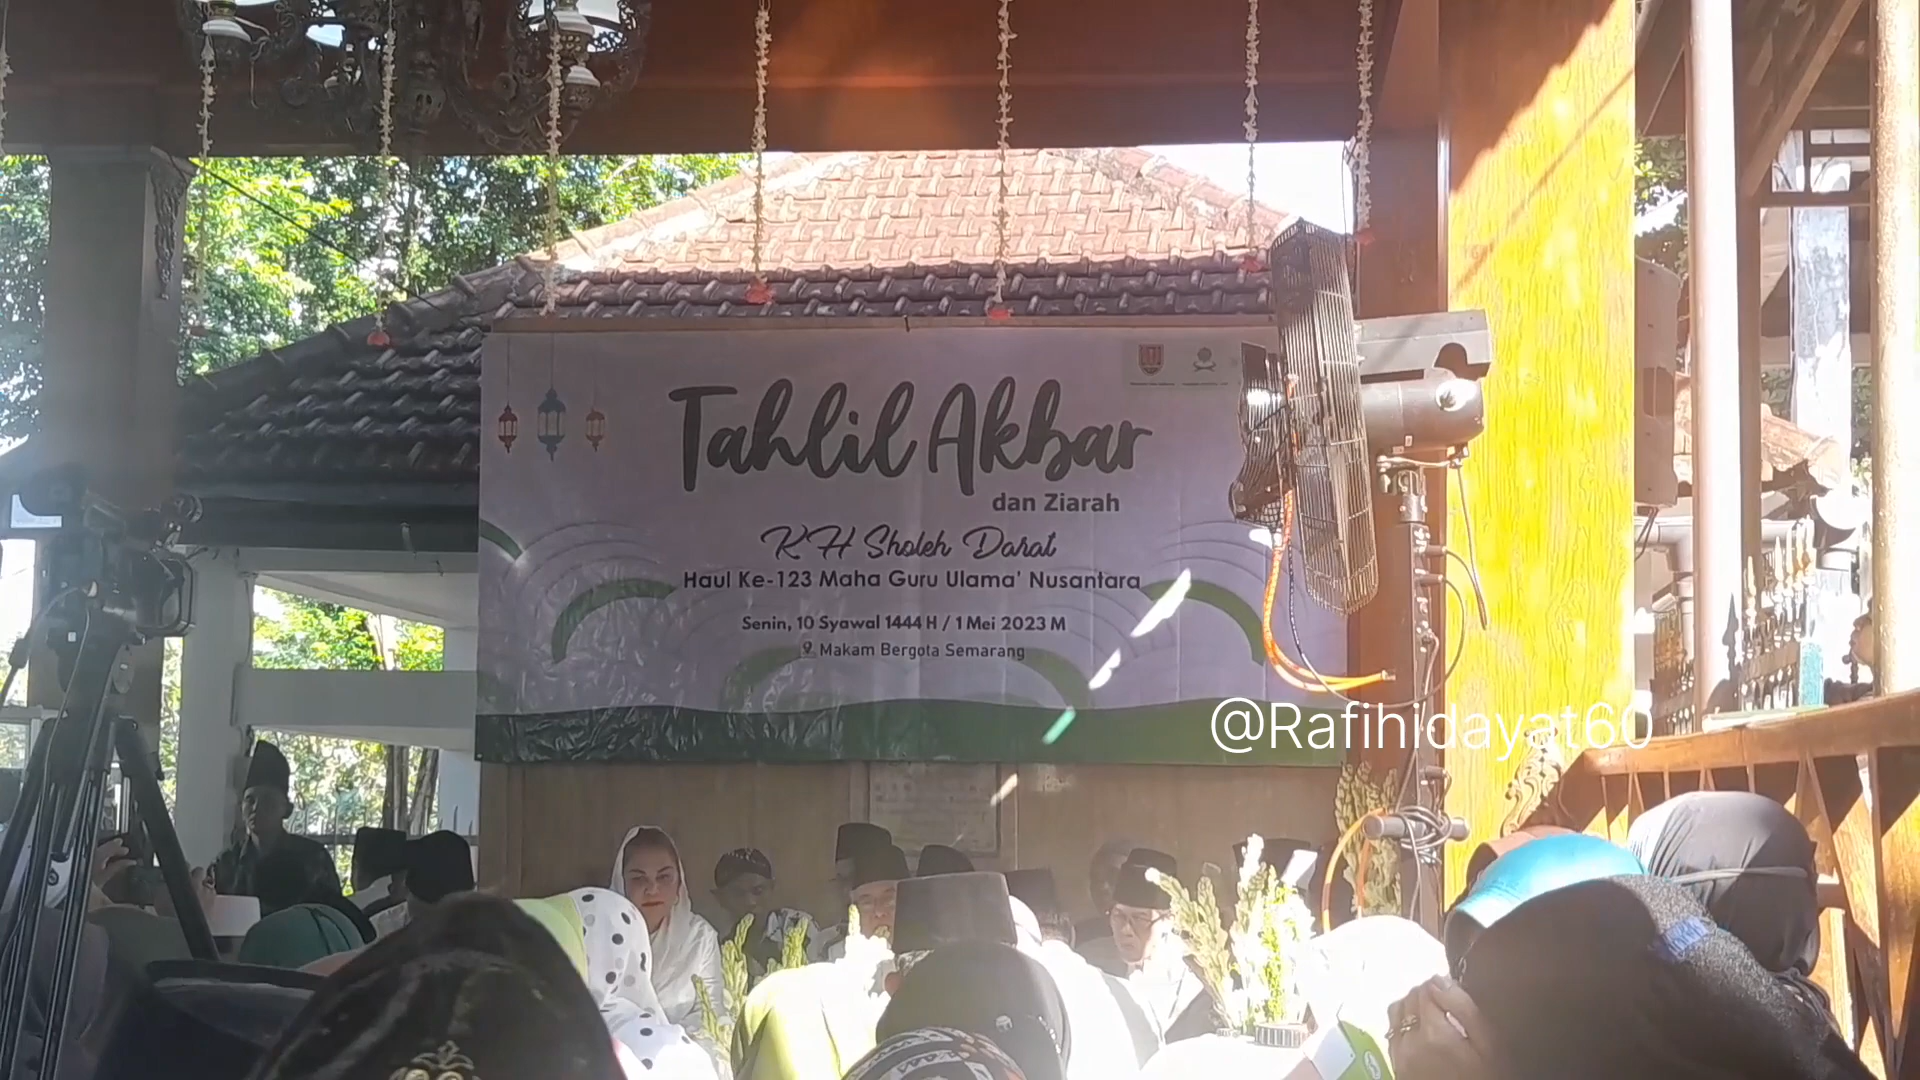 Tahlil Akbar
dan Ziarah
KH Sholeh Darat
Haul Ke-123 Maha Guru Ulama' Nusantara
Senin, 10 Syawal 1444 H / 1 Mei 2023 M
Makam Bergota Semarang
@Rafihidayat60